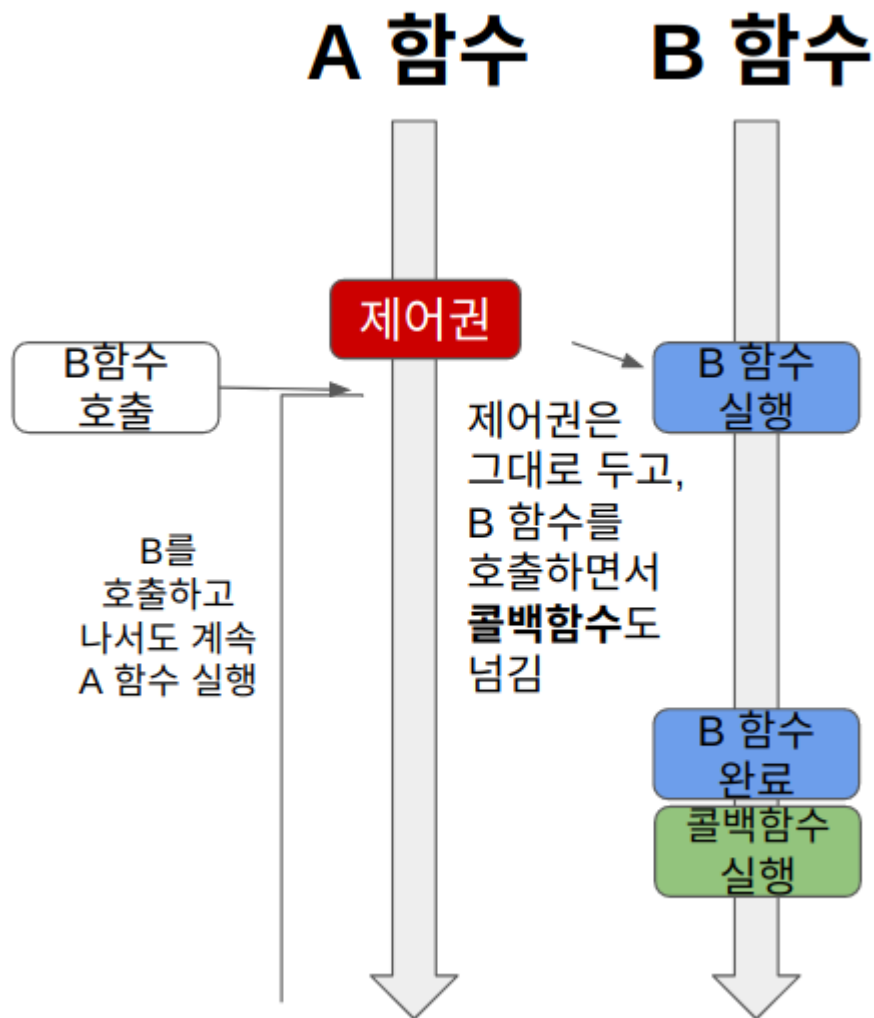 A 함수
B 함수
제어권
B함수
호출
B 함수
실행
제어권은
그대로 두고,
B 함수를
호출하면서
콜백함수도
넘김
B를
호출하고
나서도 계속
A 함수 실행
B 함수
완료
콜백함수
실행